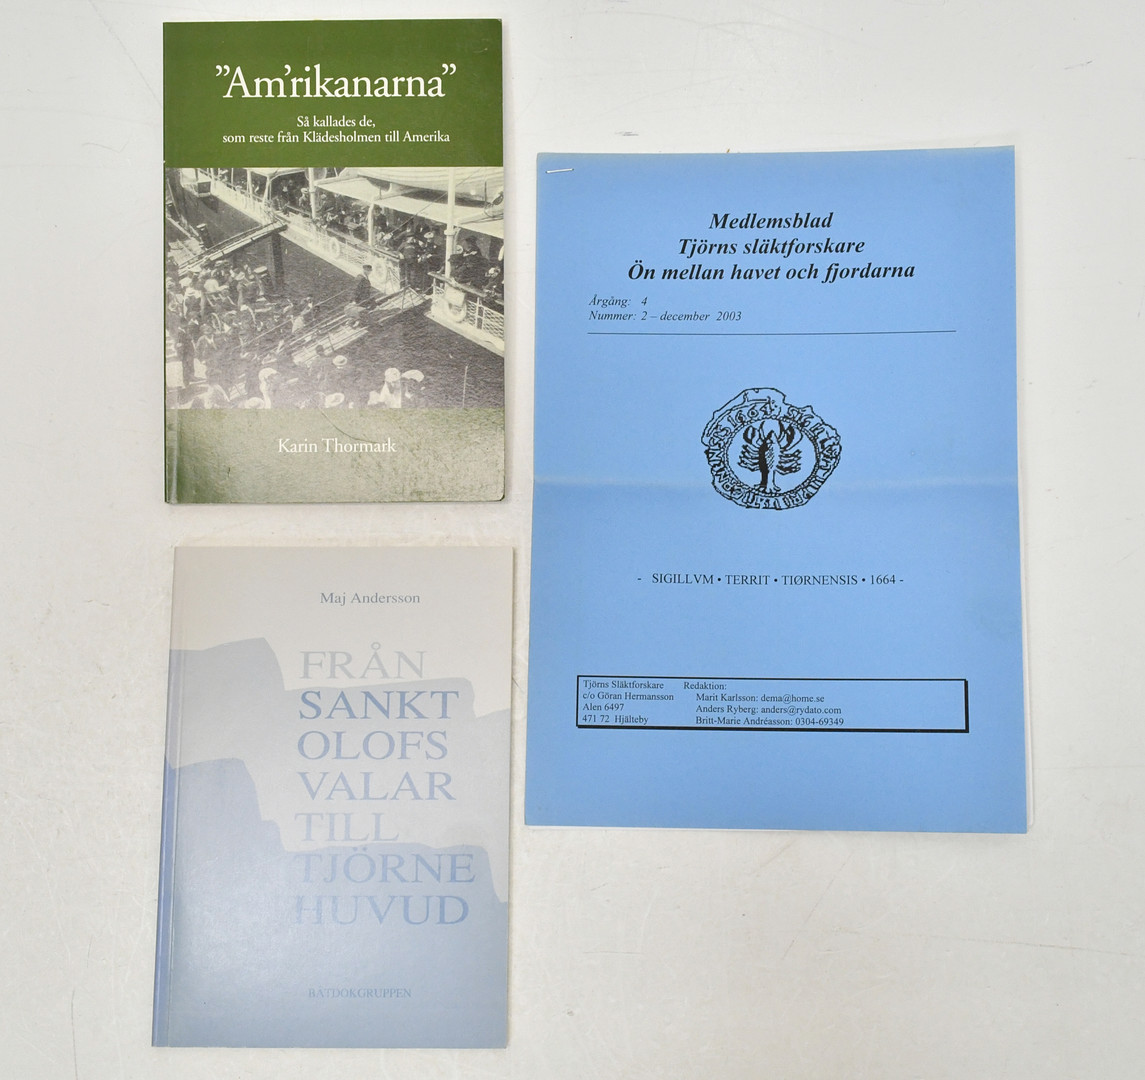 ”Am’rikanarna”
Så kallades de,
som reste från Klädesholmen till Amerika
Karin Thormark
Medlemsblad
Tjörns släktforskare
Ön mellan havet och fjordarna
Årgång: 4
Nummer: 2 – december 2003
1664
- SIGILLVM • TERRIT • TIØRNENSIS • 1664 -
Tjörns Släktforskare
c/o Göran Hermansson
Alen 6497
471 72 Hjälteby
Redaktion:
Marit Karlsson: dema@home.se
Anders Ryberg: anders@rydato.com
Britt-Marie Andréasson: 0304-69349
Maj Andersson
FRÅN
SANKT
OLOFS
VALAR
TILL
TJÖRNE
HUVUD
BÅTDOKGRUPPEN